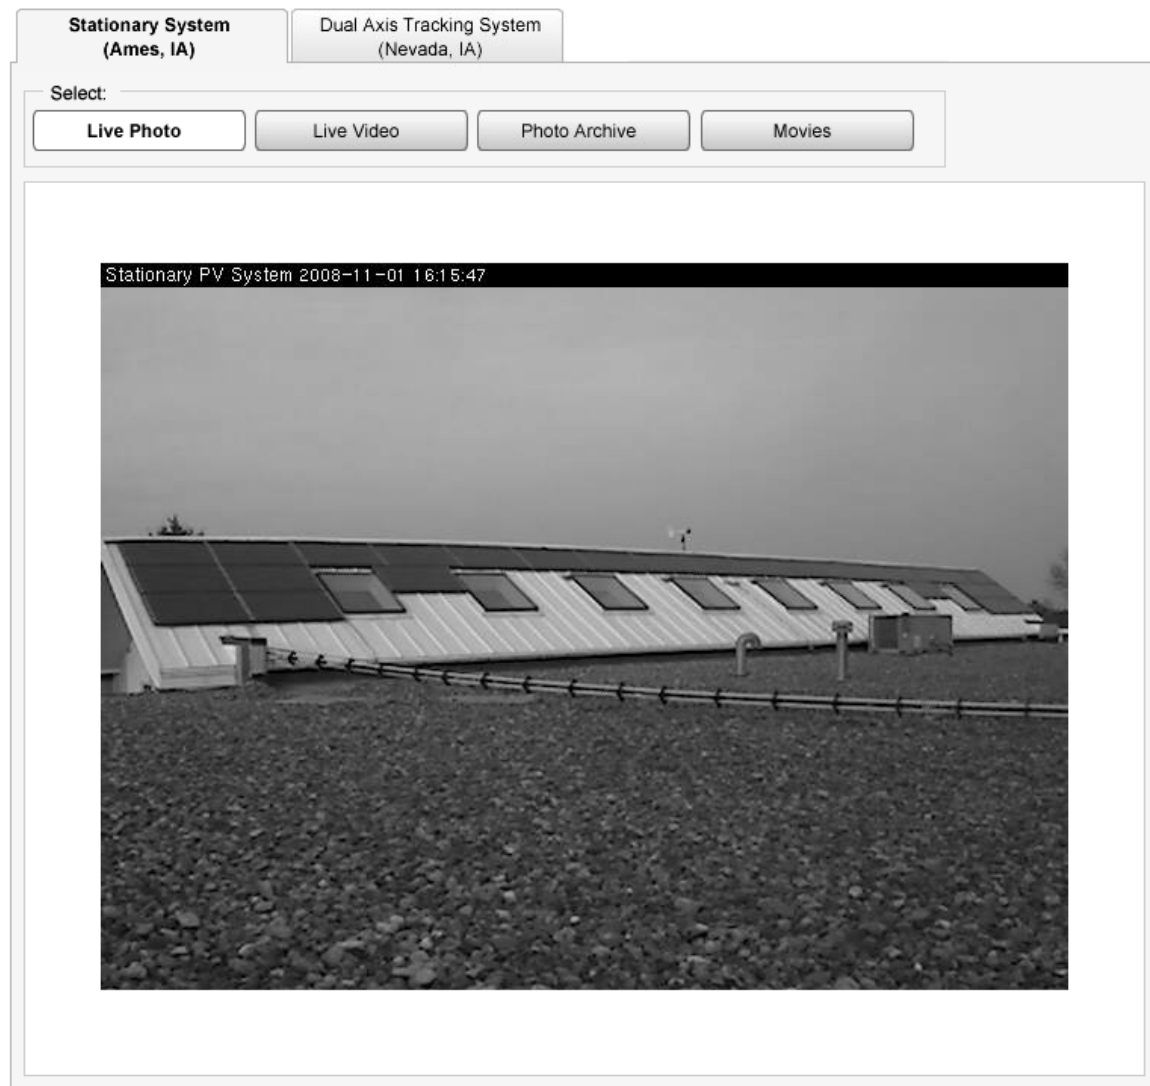 Stationary System
(Ames, IA)
Dual Axis Tracking System
(Nevada, IA)
Select:
Live Photo
Live Video
Photo Archive
Movies
Stationary PV System 2008-11-01 16:15:47